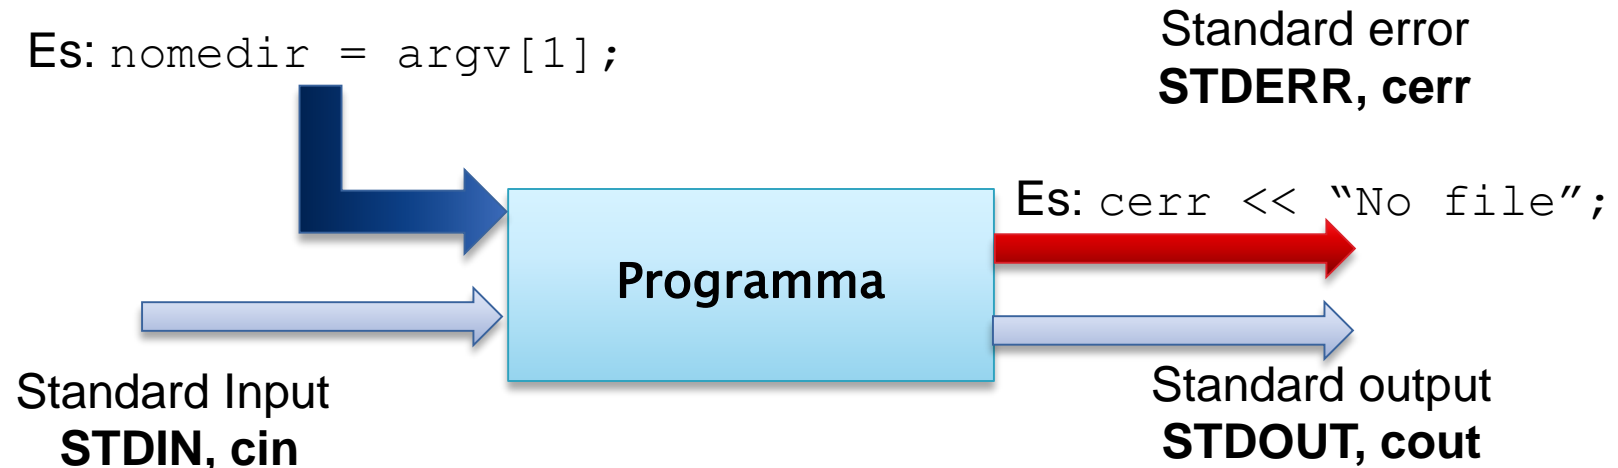 Es: nomedir = argv[1];
Standard error
STDERR, cerr
Es: cerr << “No file”;
Programma
Standard Input
STDIN, cin
Standard output
STDOUT, cout